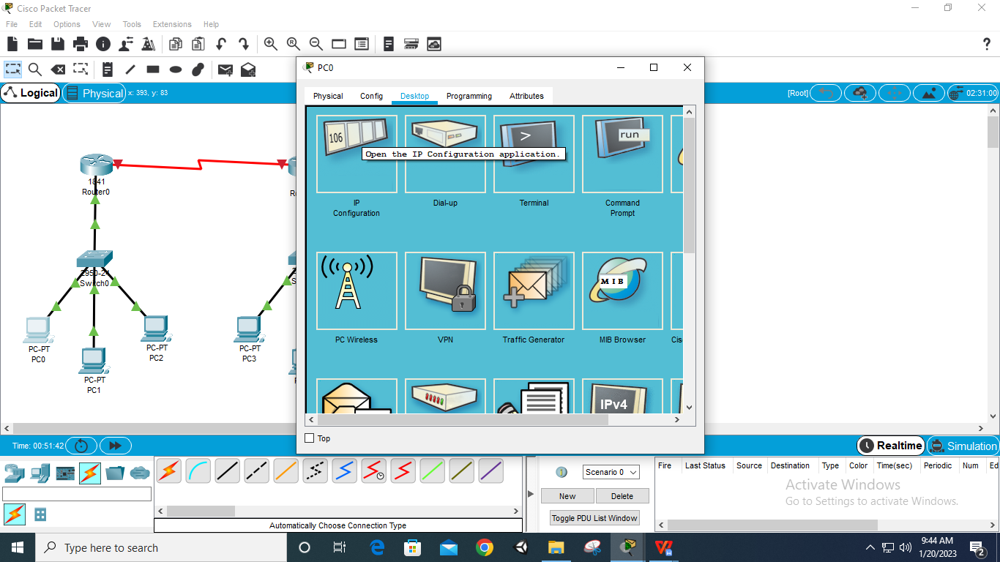 Cisco Packet Tracer
File Edit Options View Tools Extensions Help
?
PC0
Logical
Physical
x: 393, y: 83
[Root]
02:31:00
Physical Config Desktop Programming Attributes
106
>
run
Open the IP Configuration application.
IP
Configuration
Dial-up
Terminal
Command
Prompt
MIB
PC Wireless
VPN
Traffic Generator
MIB Browser
Cis
IPv4
Top
1841
Router0
2950-24
Switch0
PC-PT
PC0
PC-PT
PC1
PC-PT
PC2
PC-PT
PC3
Time: 00:51:42
Realtime
Simulation
Automatically Choose Connection Type
Scenario 0
New
Delete
Toggle PDU List Window
Fire Last Status Source Destination Type Color Time(sec) Periodic Num Ed
Activate Windows
Go to Settings to activate Windows.
Type here to search
9:44 AM
1/20/2023
2